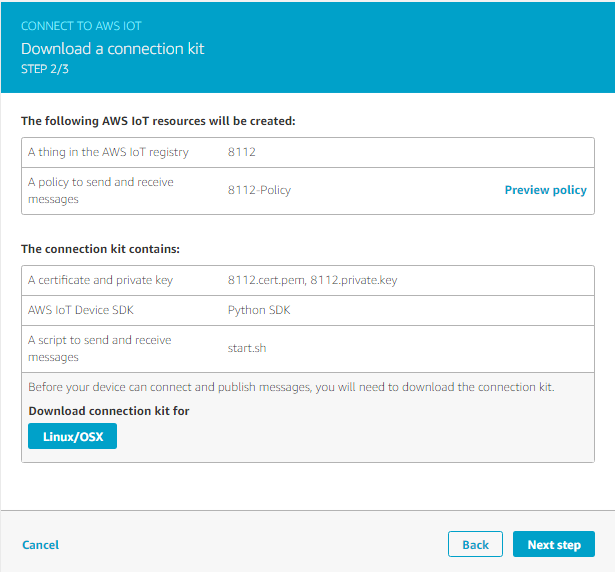 CONNECT TO AWS IOT
Download a connection kit
STEP 2/3
The following AWS IoT resources will be created:
A thing in the AWS IoT registry
8112
A policy to send and receive
messages
8112-Policy
Preview policy
The connection kit contains:
A certificate and private key
8112.cert.pem, 8112.private.key
AWS IoT Device SDK
Python SDK
A script to send and receive
messages
start.sh
Before your device can connect and publish messages, you will need to download the connection kit.
Download connection kit for
Linux/OSX
Cancel
Back
Next step